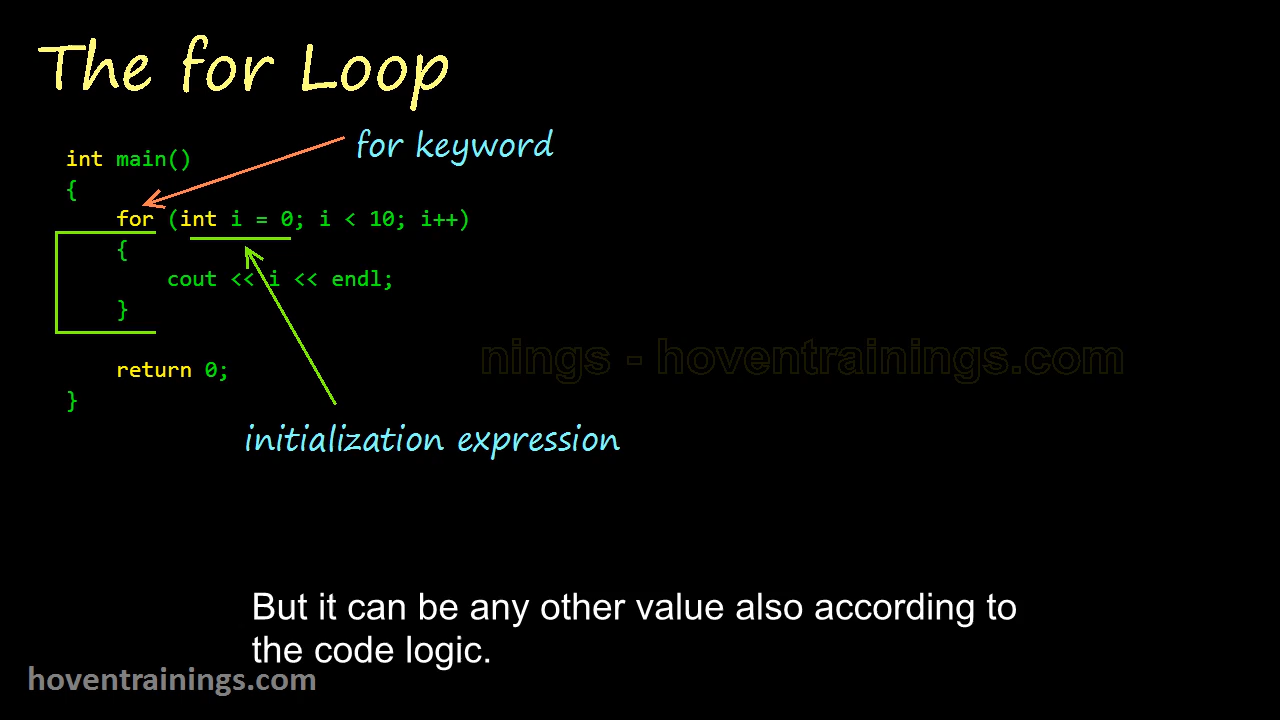 The for Loop
for keyword
int main()
{
for (int i = 0; i < 10; i++)
{
cout << i << endl;
}
nings - hoventrainings.com
return 0;
}
initialization expression
But it can be any other value also according to
the code logic.
hoventrainings.com